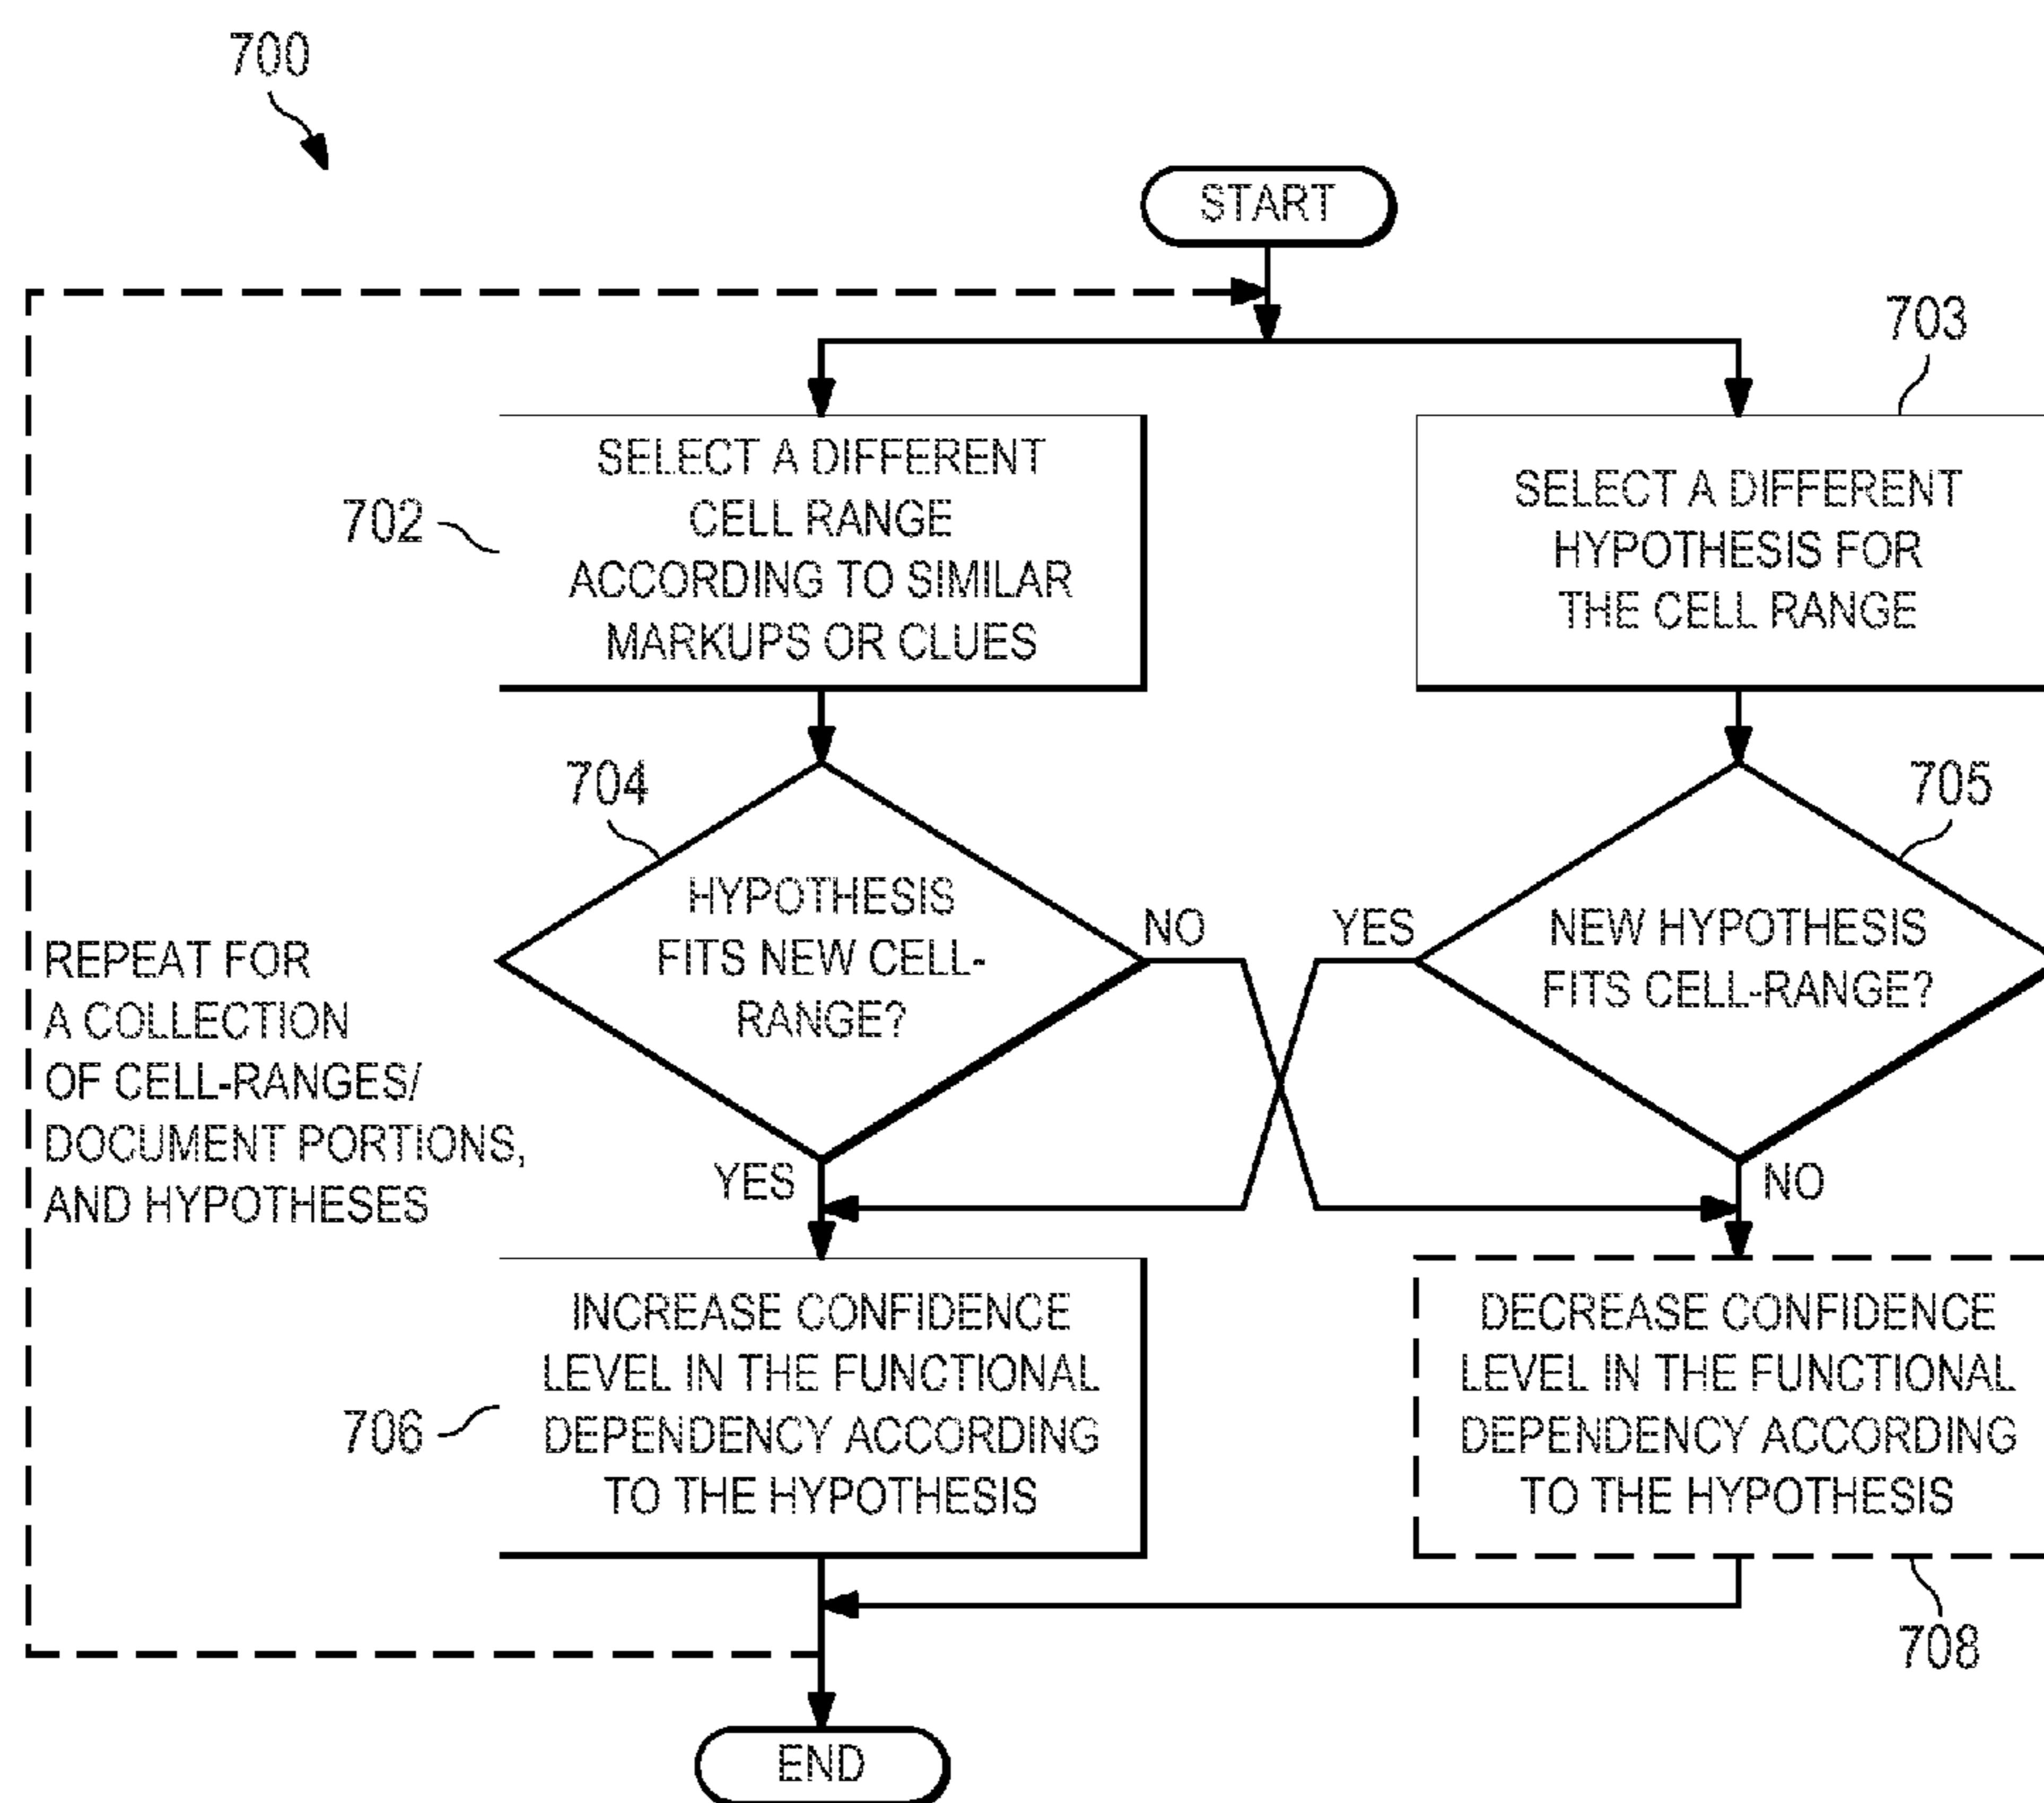 700
START
703
702
SELECT A DIFFERENT
CELL RANGE
ACCORDING TO SIMILAR
MARKUPS OR CLUES
SELECT A DIFFERENT
HYPOTHESIS FOR
THE CELL RANGE
704
HYPOTHESIS
FITS NEW CELL-
RANGE?
NO
YES
705
NEW HYPOTHESIS
FITS CELL-RANGE?
REPEAT FOR
A COLLECTION
OF CELL-RANGES/
DOCUMENT PORTIONS,
AND HYPOTHESES
YES
NO
706
INCREASE CONFIDENCE
LEVEL IN THE FUNCTIONAL
DEPENDENCY ACCORDING
TO THE HYPOTHESIS
DECREASE CONFIDENCE
LEVEL IN THE FUNCTIONAL
DEPENDENCY ACCORDING
TO THE HYPOTHESIS
708
END